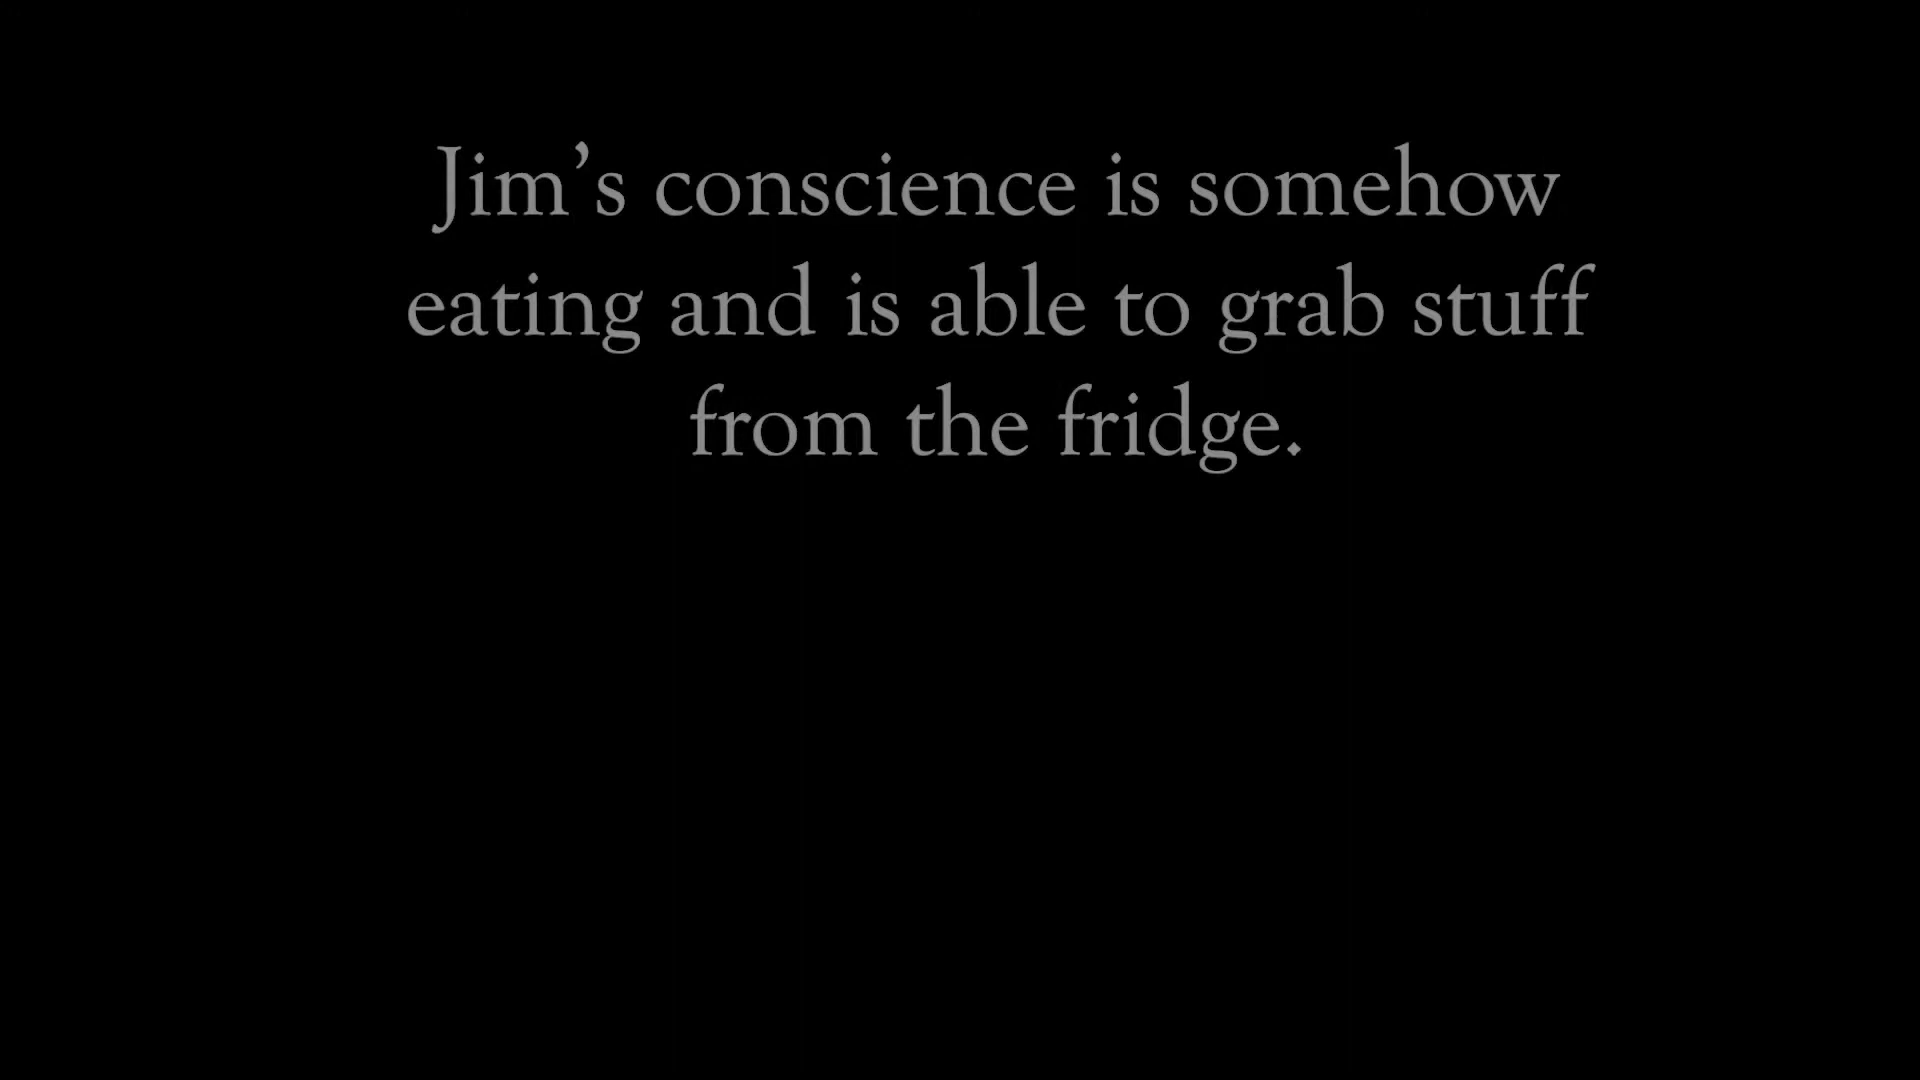 Jim’s conscience is somehow
eating and is able to grab stuff
from the fridge.